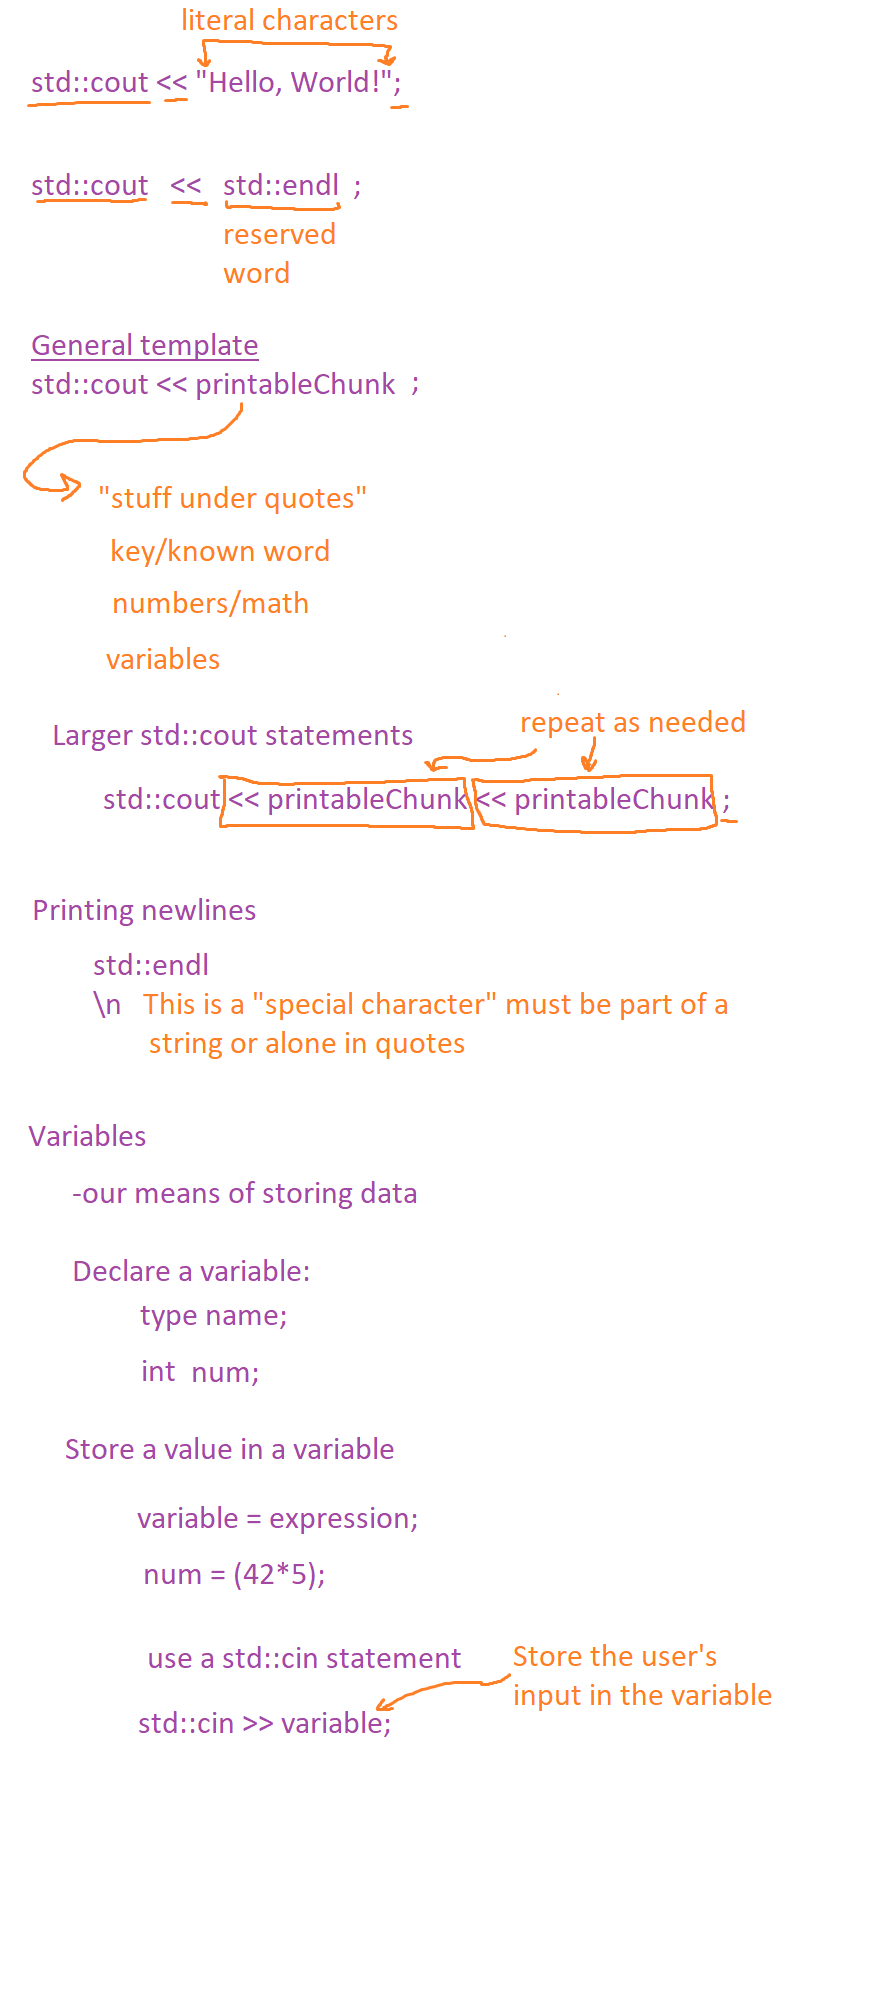 literal characters
std::cout << "Hello, World!";
std::cout << std::endl ;
reserved
word
General template
std::cout << printableChunk ;
"stuff under quotes"
key/known word
numbers/math
variables
Larger std::cout statements
repeat as needed
std::cout << printableChunk << printableChunk ;
Printing newlines
std::endl
\n This is a "special character" must be part of a
string or alone in quotes
Variables
-our means of storing data
Declare a variable:
type name;
int num;
Store a value in a variable
variable = expression;
num = (42*5);
use a std::cin statement
Store the user's
input in the variable
std::cin >> variable;